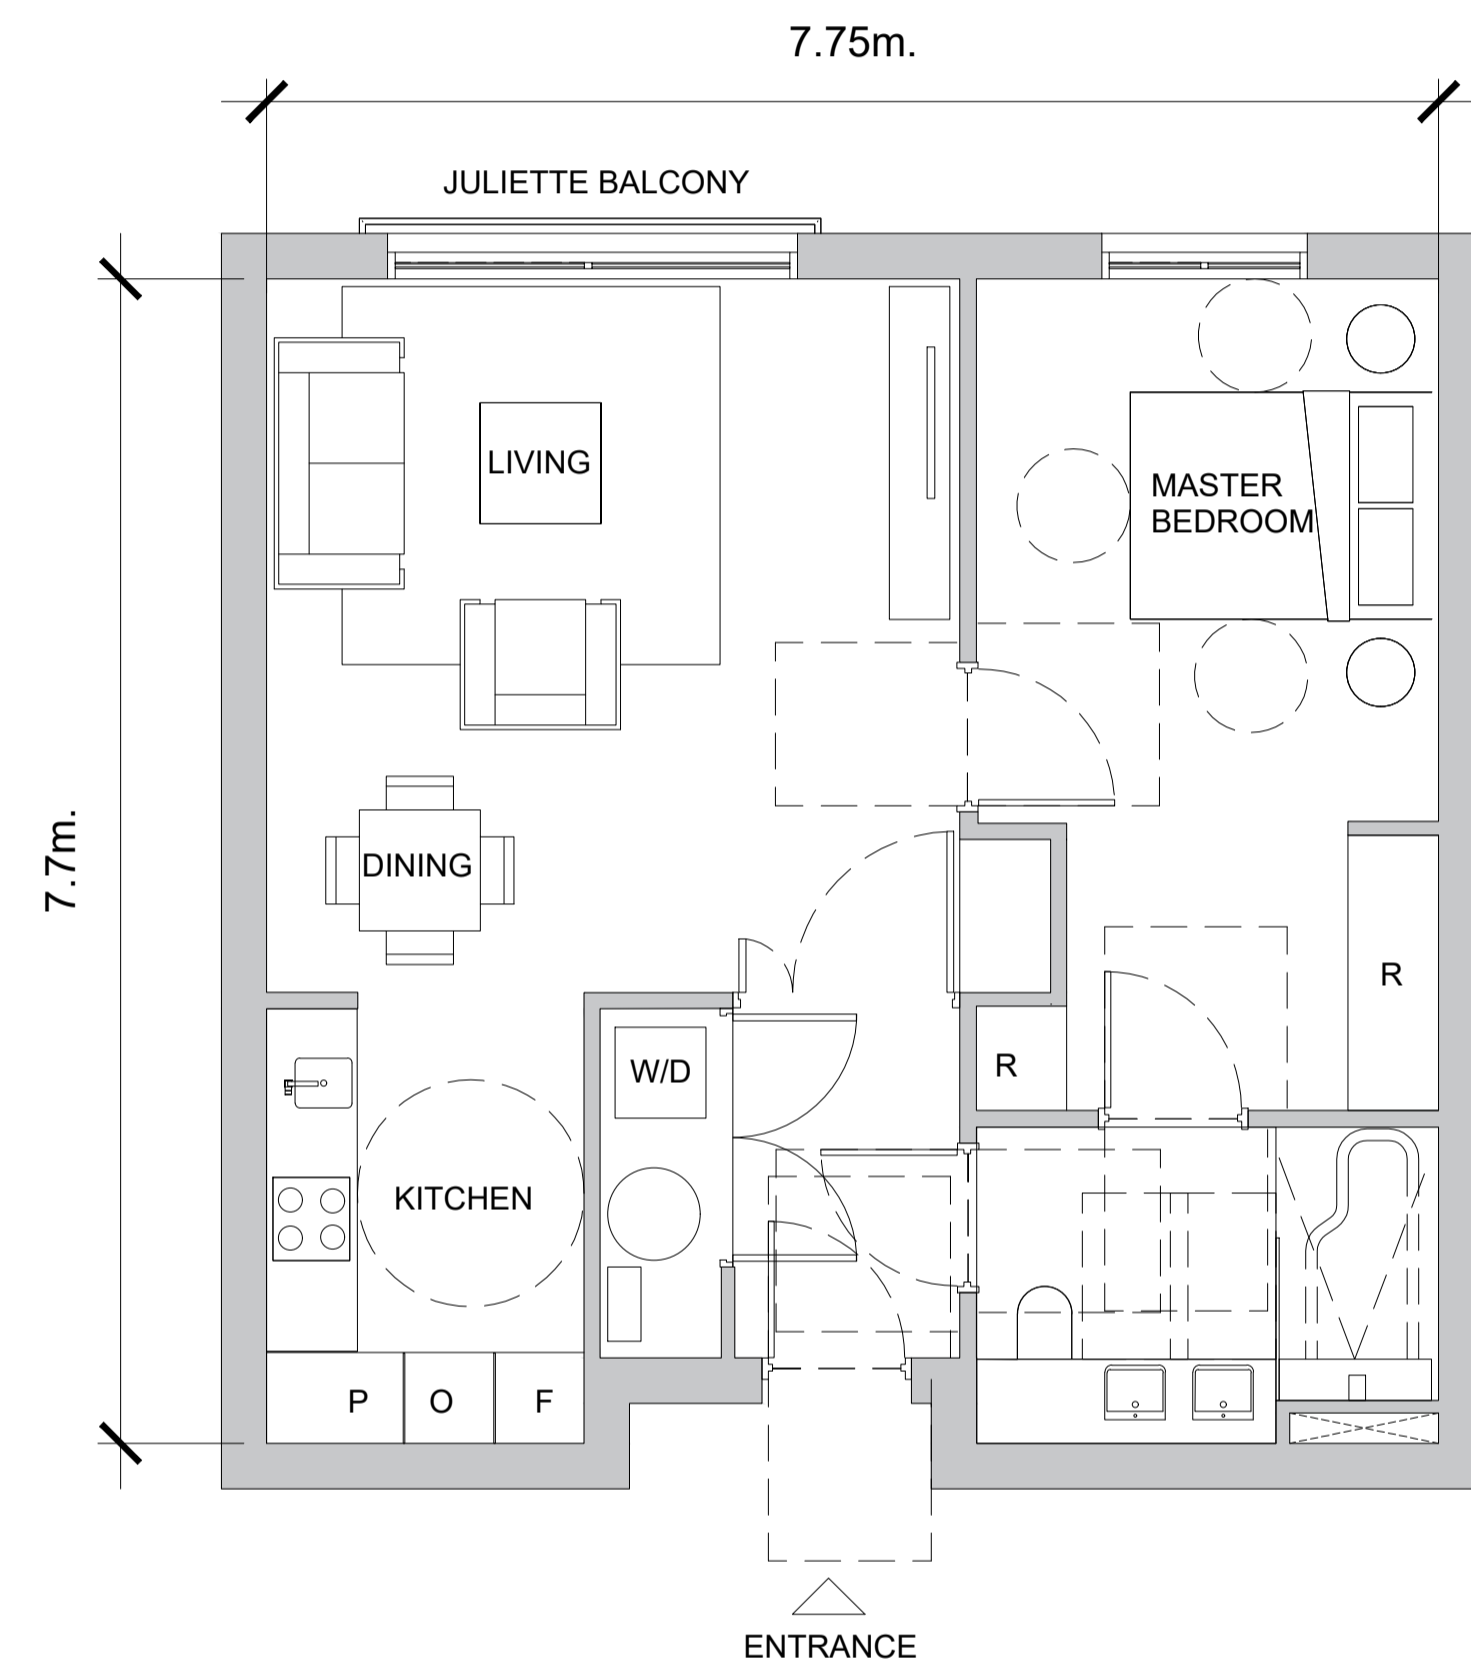 7.75m.
JULIETTE BALCONY
LIVING
MASTER
BEDROOM
7.7m.
DINING
R
W/D
R
KITCHEN
P
O
F
ENTRANCE